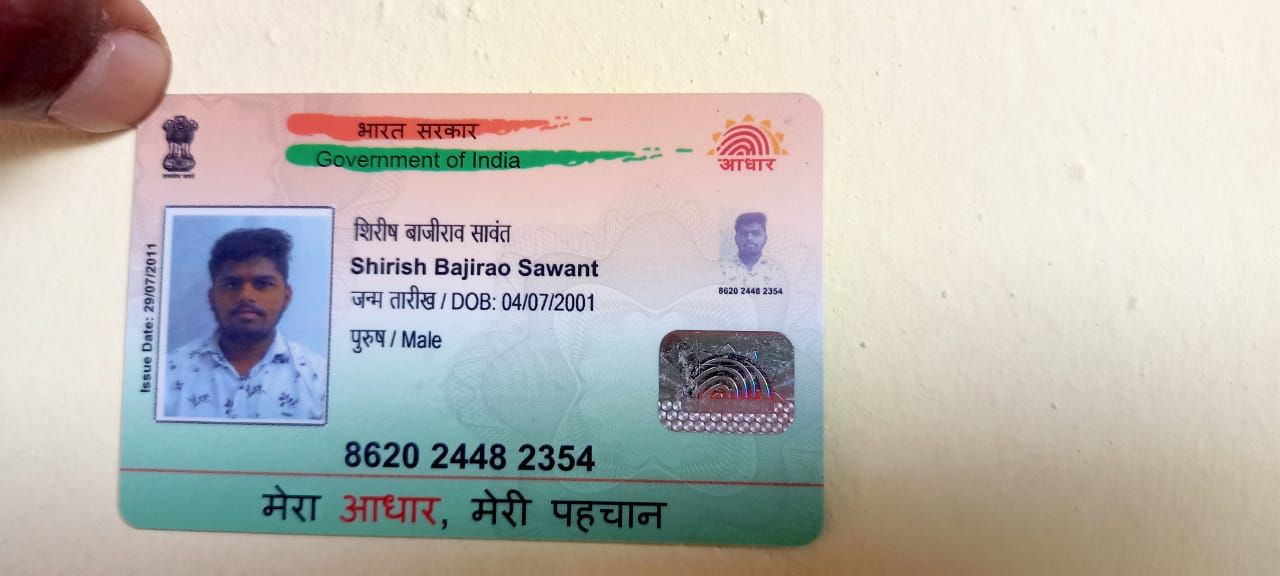 भारत सरकार
Government of India
आधार
Issue Date: 29/07/2011
शिरीष बाजीराव सावंत
Shirish Bajirao Sawant
जन्म तारीख / DOB: 04/07/2001
पुरुष / Male
8620 2448 2354
8620 2448 2354
मेरा आधार, मेरी पहचान